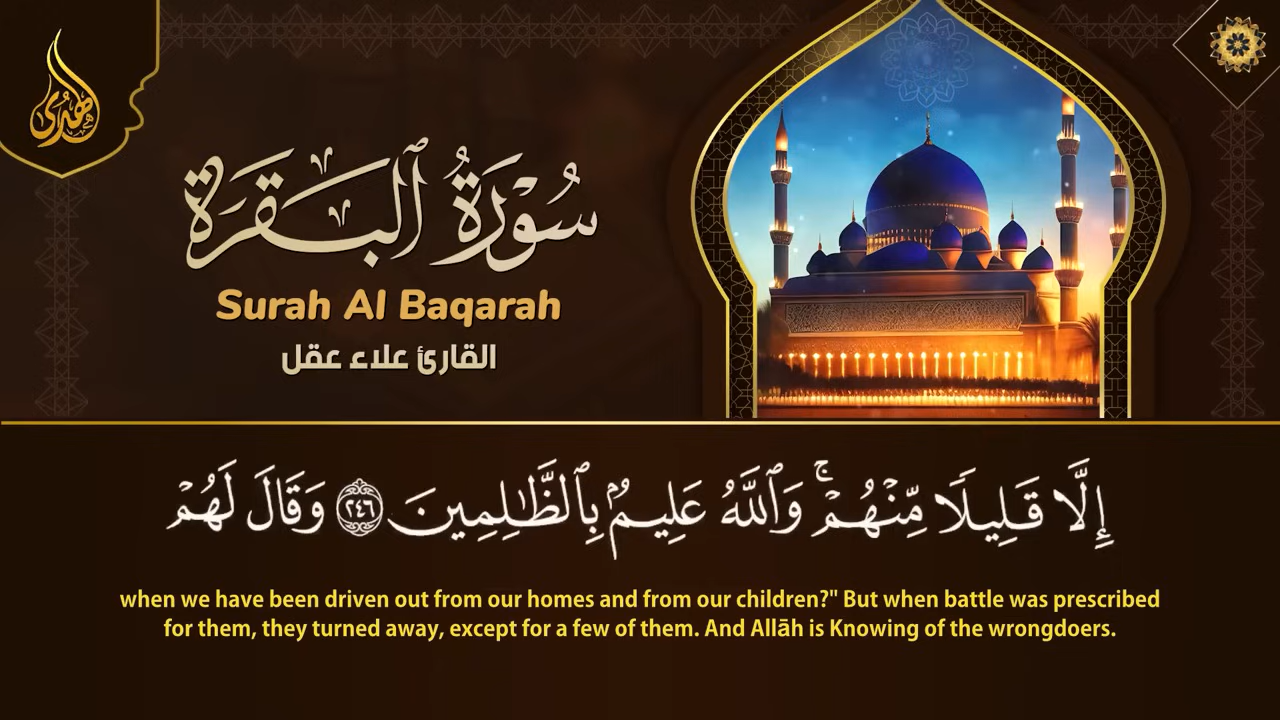 الهدى
سُورَةُ ٱلْبَقَرَة
Surah Al Baqarah
القارئ علاء عقل
إِلَّا قَلِيلًا مِّنْهُمْ ۚ وَٱللَّهُ عَلِيمٌۢ بِٱلظَّٰلِمِينَ ٢٤٦ وَقَالَ لَهُمْ
when we have been driven out from our homes and from our children?" But when battle was prescribed
for them, they turned away, except for a few of them. And Allāh is Knowing of the wrongdoers.